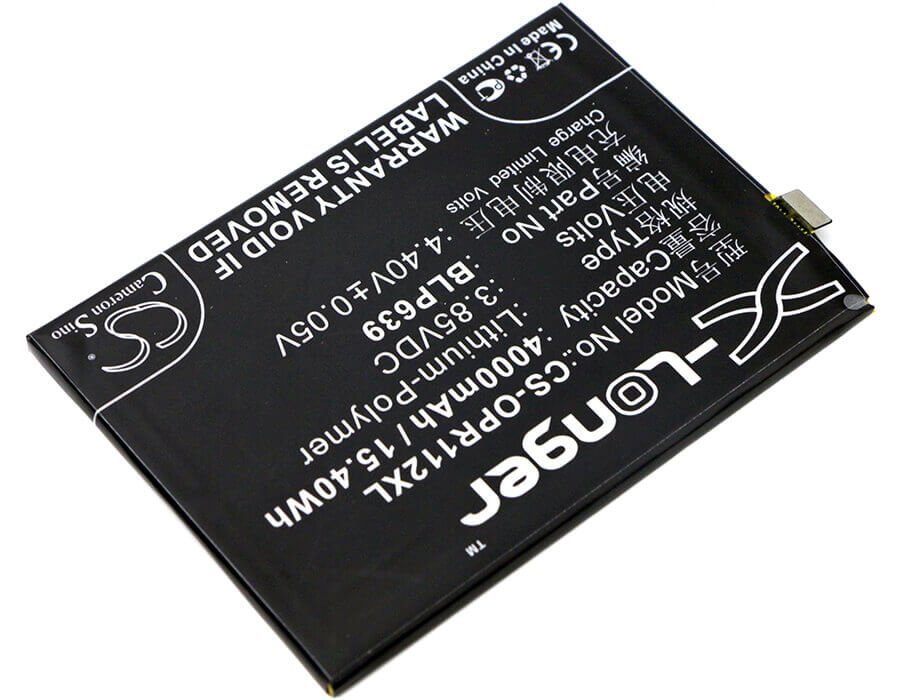 X-Longer™
型号Model No.:CS-OPR112XL
容量Capacity :4000mAh / 15.40Wh
规格Type :Lithium-Polymer
电压Volts :3.85VDC
编号Part No :BLP639
充电限制电压 :4.40V±0.05V
Charge Limited Volts
WARRANTY VOID IF
LABEL IS REMOVED
CE
Made in China
CS
Cameron Sino